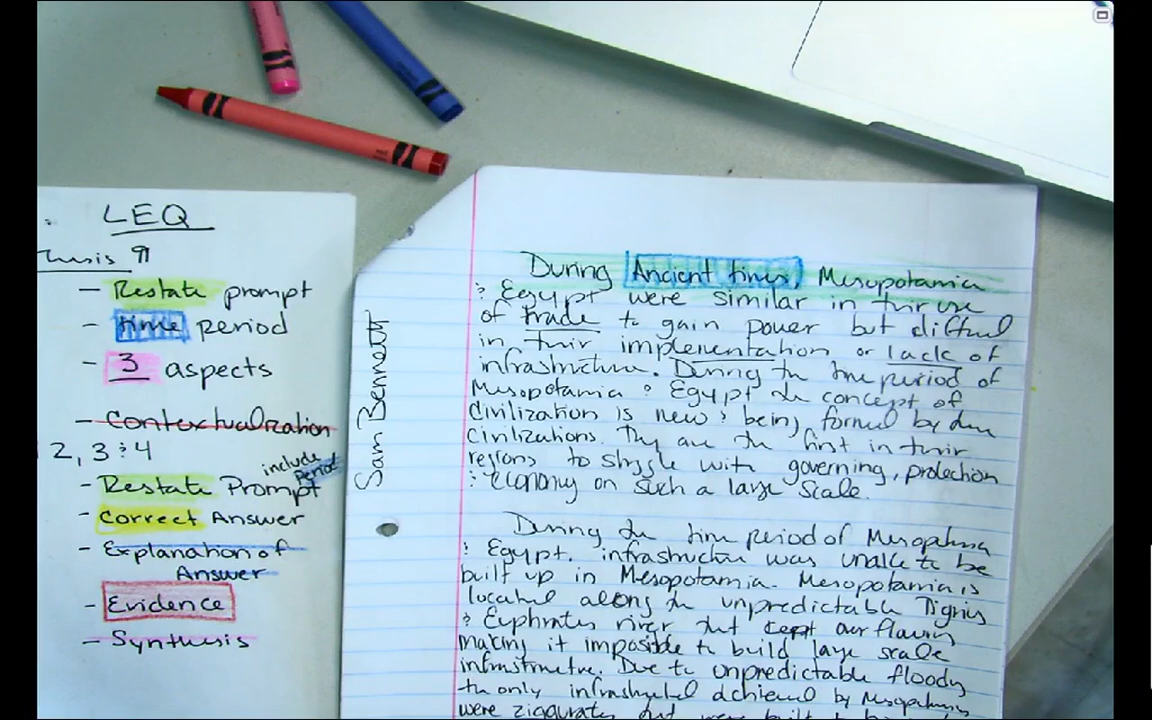 LEQ
Thesis ¶
- Restate prompt
- time period
- 3 aspects
- Contextualization
2, 3 & 4
include
period
- Restate Prompt
- Correct Answer
- Explanation of
Answer
- Evidence
- Synthesis
Sam Bennett
During Ancient times, Mesopotamia
& Egypt were similar in their use
of trade to gain power but differed
in their implementation or lack of
infrastructure. During the time period of
Mesopotamia & Egypt the concept of
civilization is new & being formed by
civilizations. They are the first in their
regions to struggle with governing, protection
& economy on such a large scale.
During the time period of Mesopotamia
& Egypt. infrastructure was unable to be
built up in Mesopotamia. Mesopotamia is
located along the unpredictable Tigris
& Euphrates river that kept overflowing
making it impossible to build large scale
infrastructure. Due to unpredictable floods
the only achieved by Mesopotamia
were ziggurats that were built to